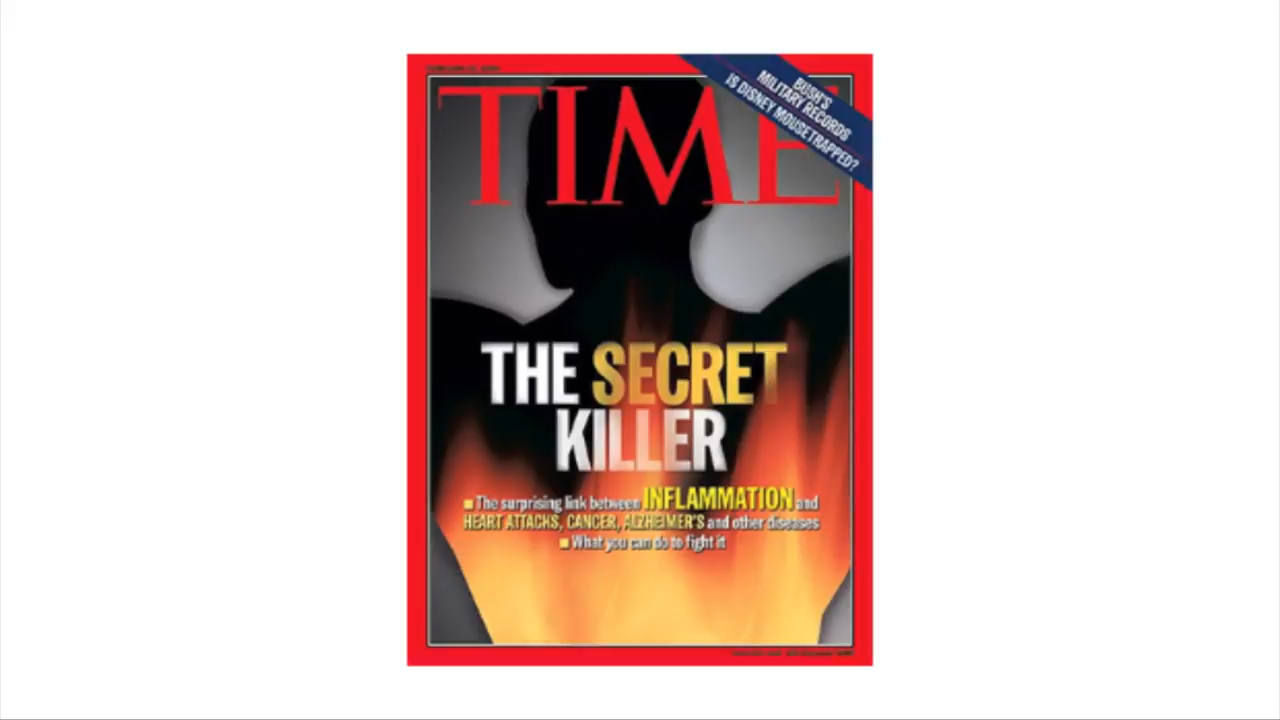 BUSH'S
MILITARY RECORDS
IS DISNEY MOUSETRAPPED?
TIME
THE SECRET
KILLER
The surprising link between INFLAMMATION and
HEART ATTACKS, CANCER, ALZHEIMER'S and other diseases
What you can do to fight it